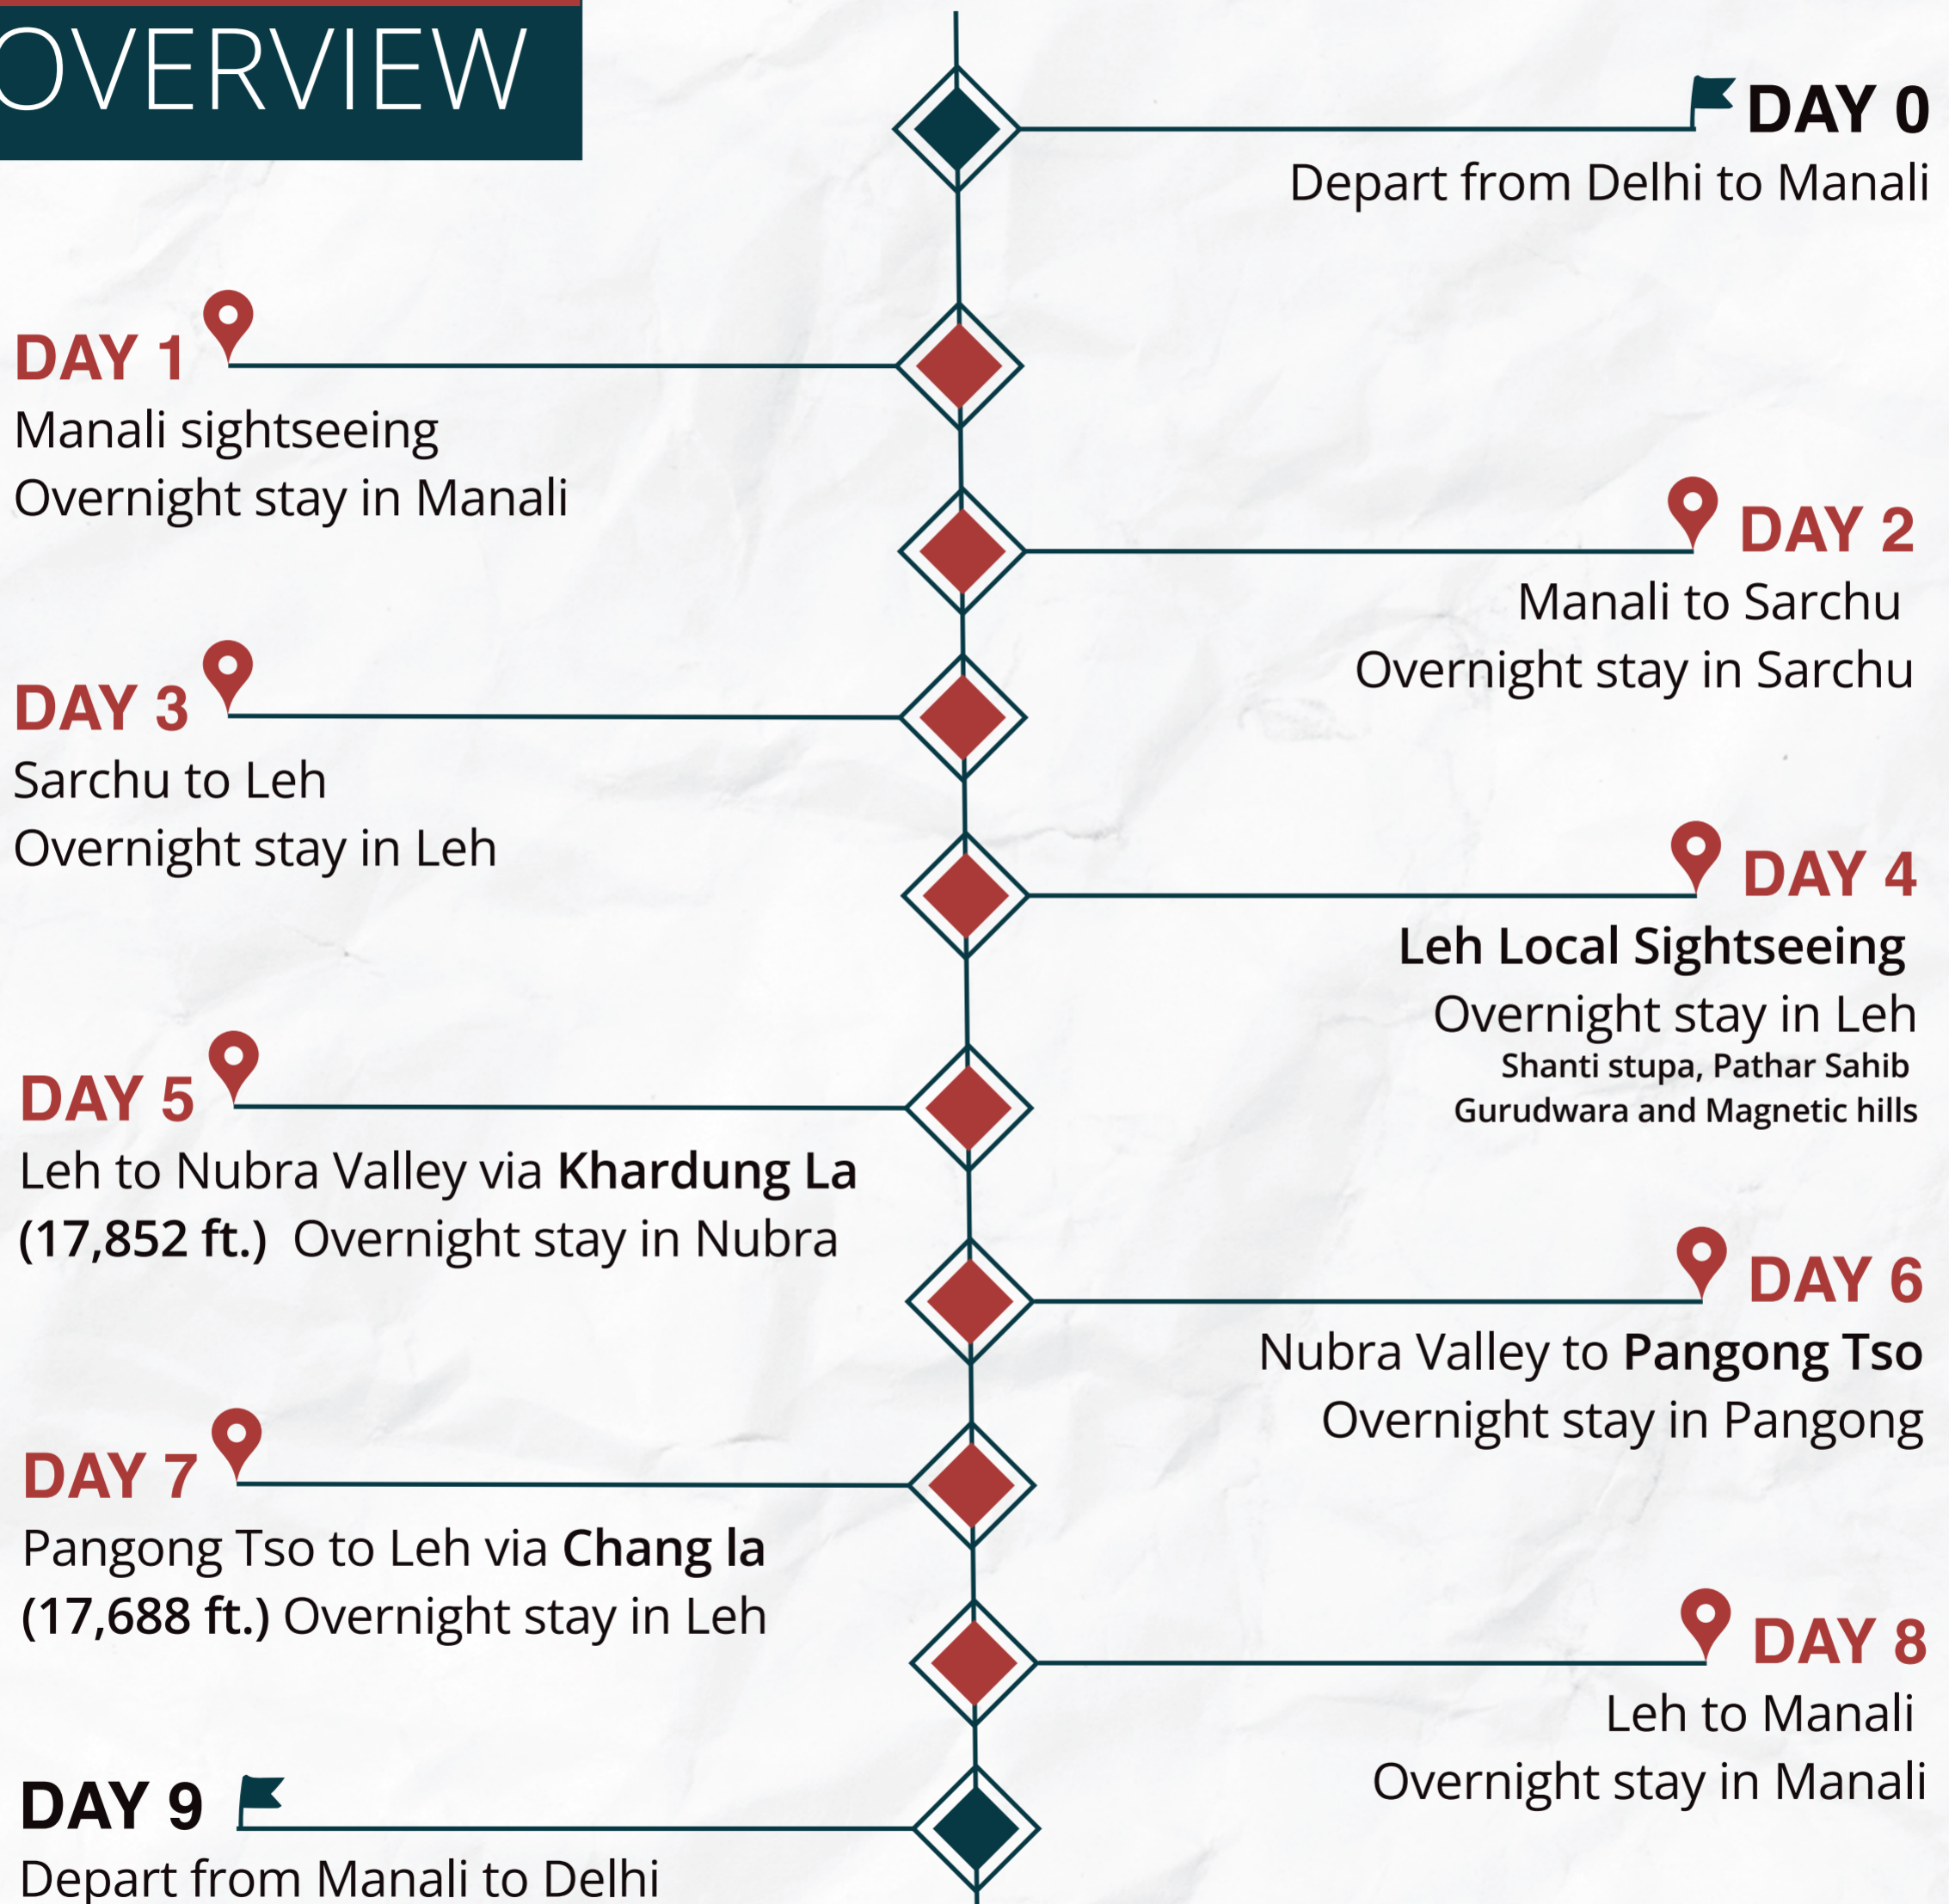 OVERVIEW
DAY 0
Depart from Delhi to Manali
DAY 1
Manali sightseeing
Overnight stay in Manali
DAY 2
Manali to Sarchu
Overnight stay in Sarchu
DAY 3
Sarchu to Leh
Overnight stay in Leh
DAY 4
Leh Local Sightseeing
Overnight stay in Leh
Shanti stupa, Pathar Sahib
Gurudwara and Magnetic hills
DAY 5
Leh to Nubra Valley via Khardung La
(17,852 ft.) Overnight stay in Nubra
DAY 6
Nubra Valley to Pangong Tso
Overnight stay in Pangong
DAY 7
Pangong Tso to Leh via Chang la
(17,688 ft.) Overnight stay in Leh
DAY 8
Leh to Manali
Overnight stay in Manali
DAY 9
Depart from Manali to Delhi